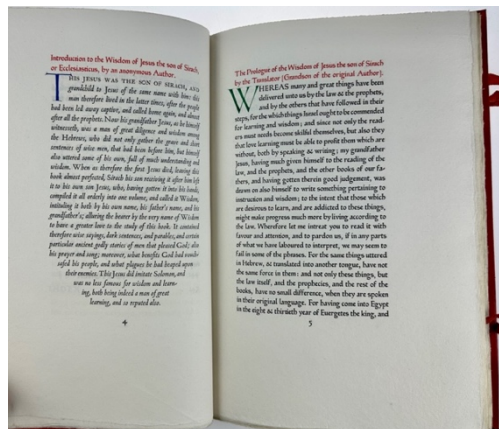 Introduction to the Wisdom of Jesus the son of Sirach,
or Ecclesiasticus, by an anonymous Author.
THIS JESUS WAS THE SON OF SIRACH, AND
grandchild to Jesus of the same name with him: this
man therefore lived in the latter times, after the people
had been led away captive, and called home again, and almost
after all the prophets. Now his grandfather Jesus, as he himself
witnesseth, was a man of great diligence and wisdom among
the Hebrews, who did not only gather the grave and short
sentences of wise men, that had been before him, but himself
also uttered some of his own, full of much understanding and
wisdom. When as therefore the first Jesus died, leaving this
book almost perfected, Sirach his son receiving it after him left
it to his own son Jesus, who, having gotten it into his hands,
compiled it all orderly into one volume, and called it Wisdom,
intituling it both by his own name, his father's name, and his
grandfather's; alluring the hearer by the very name of Wisdom
to have a greater love to the study of this book. It containeth
therefore wise sayings, dark sentences, and parables, and certain
particular ancient godly stories of men that pleased God; also
his prayer and song; moreover, what benefits God had vouch-
safed his people, and what plagues he had heaped upon
their enemies. This Jesus did imitate Solomon, and
was no less famous for wisdom and learn-
ing, both being indeed a man of great
learning, and so reputed also.
4
The Prologue of the Wisdom of Jesus the son of Sirach
by the Translator (Grandson of the original Author).
WHEREAS many and great things have been
delivered unto us by the law & the prophets,
and by the others that have followed in their
steps, for the which things Israel ought to be commended
for learning and wisdom; and since not only the read-
ers must needs become skilful themselves, but also they
that love learning must be able to profit them which are
without, both by speaking & writing; my grandfather
Jesus, having much given himself to the reading of the
law, and the prophets, and the other books of our fa-
thers, and having gotten therein good judgement, was
drawn on also himself to write something pertaining to
instruction and wisdom; to the intent that those which
are desirous to learn, and are addicted to these things,
might make progress much more by living according to
the law. Wherefore let me intreat you to read it with
favour and attention, and to pardon us, if in any parts
of what we have laboured to interpret, we may seem to
fail in some of the phrases. For the same things uttered
in Hebrew, & translated into another tongue, have not
the same force in them: and not only these things, but
the law itself, and the prophecies, and the rest of the
books, have no small difference, when they are spoken
in their original language. For having come into Egypt
in the eight & thirtieth year of Euergetes the king, and
5